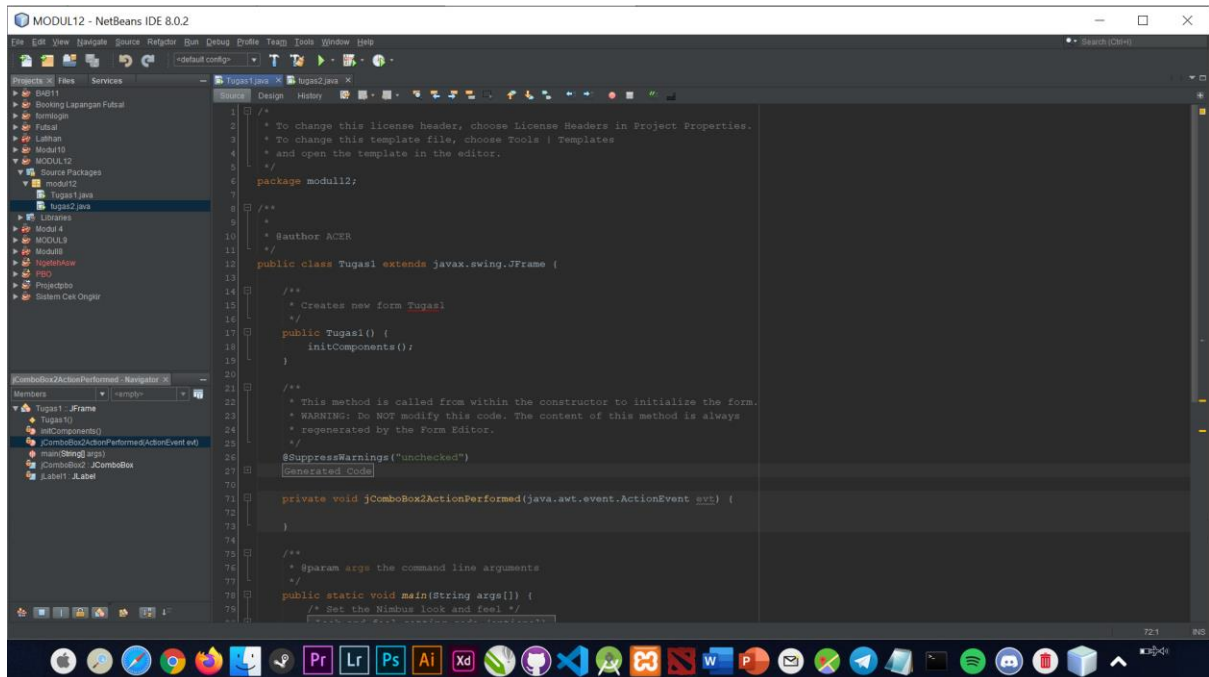 MODUL12 - NetBeans IDE 8.0.2
File Edit View Navigate Source Refactor Run Debug Profile Team Tools Window Help
Search (Ctrl+I)
<default config>
Projects Files Services
BAB11
Booking Lapangan Futsal
formlogin
Futsal
Latihan
Modul10
MODUL12
Source Packages
modul12
Tugas1.java
tugas2.java
Libraries
Modul 4
MODUL9
Modul8
NgetehAsw
PBO
Projectpbo
Sistem Cek Ongkir
jComboBox2ActionPerformed - Navigator
Members <empty>
Tugas1 :: JFrame
Tugas1()
initComponents()
jComboBox2ActionPerformed(ActionEvent evt)
main(String[] args)
jComboBox2 : JComboBox
jLabel1 : JLabel
Tugas1.java tugas2.java
Source Design History
1 /*
2 * To change this license header, choose License Headers in Project Properties.
3 * To change this template file, choose Tools | Templates
4 * and open the template in the editor.
5 */
6 package modul12;
7
8 /**
9 *
10 * @author ACER
11 */
12 public class Tugas1 extends javax.swing.JFrame {
13
14 /**
15 * Creates new form Tugas1
16 */
17 public Tugas1() {
18 initComponents();
19 }
20
21 /**
22 * This method is called from within the constructor to initialize the form.
23 * WARNING: Do NOT modify this code. The content of this method is always
24 * regenerated by the Form Editor.
25 */
26 @SuppressWarnings("unchecked")
27 Generated Code
70
71 private void jComboBox2ActionPerformed(java.awt.event.ActionEvent evt) {
72
73 }
74
75 /**
76 * @param args the command line arguments
77 */
78 public static void main(String args[]) {
79 /* Set the Nimbus look and feel */
72:1 INS
Pr Lr Ps Ai Xd